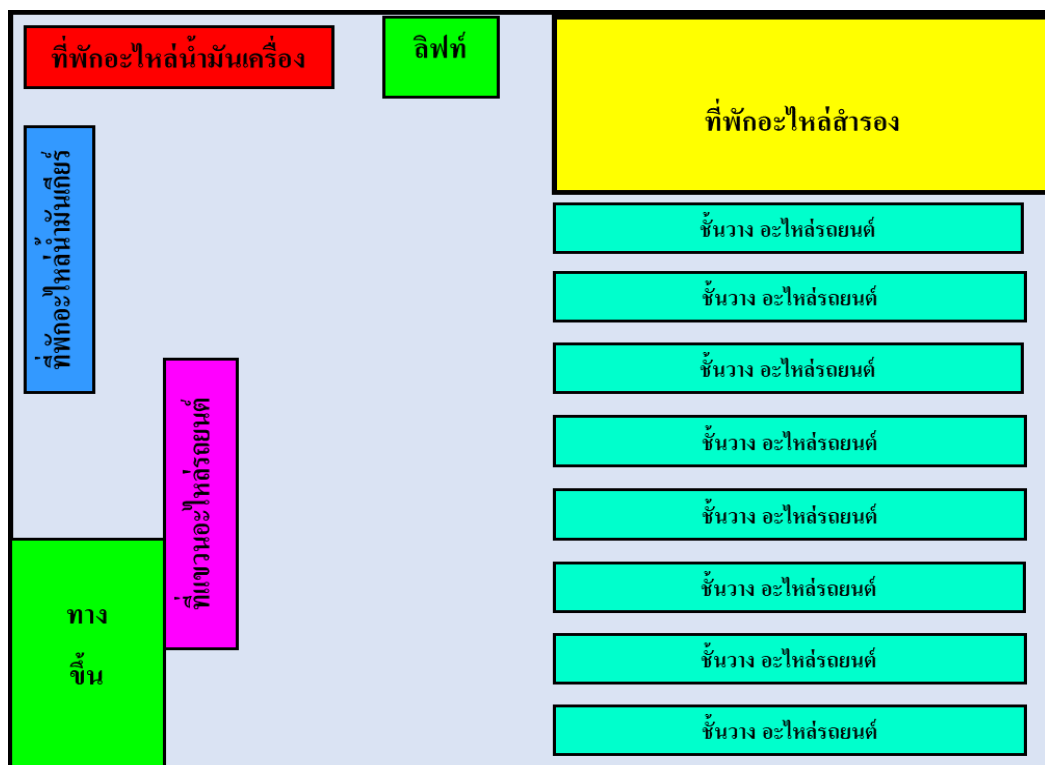 ที่พักอะไหล่น้ำมันเครื่อง
ลิฟท์
ที่พักอะไหล่สำรอง
ที่พักอะไหล่น้ำมันเกียร์
ที่แขวนอะไหล่รถยนต์
ทาง
ขึ้น
ชั้นวาง อะไหล่รถยนต์
ชั้นวาง อะไหล่รถยนต์
ชั้นวาง อะไหล่รถยนต์
ชั้นวาง อะไหล่รถยนต์
ชั้นวาง อะไหล่รถยนต์
ชั้นวาง อะไหล่รถยนต์
ชั้นวาง อะไหล่รถยนต์
ชั้นวาง อะไหล่รถยนต์